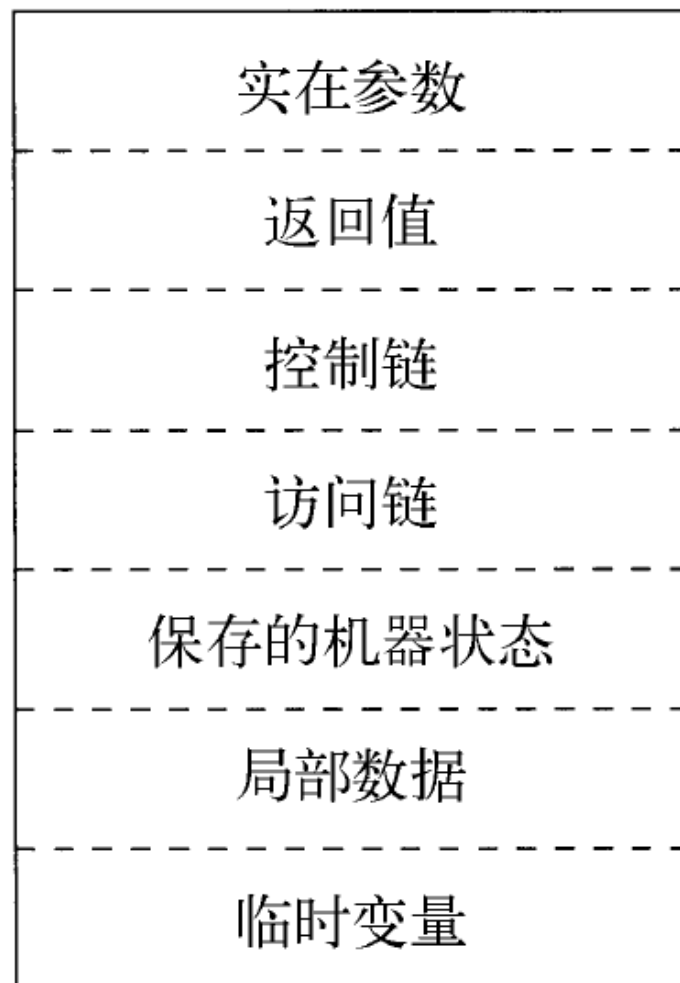 实在参数
返回值
控制链
访问链
保存的机器状态
局部数据
临时变量